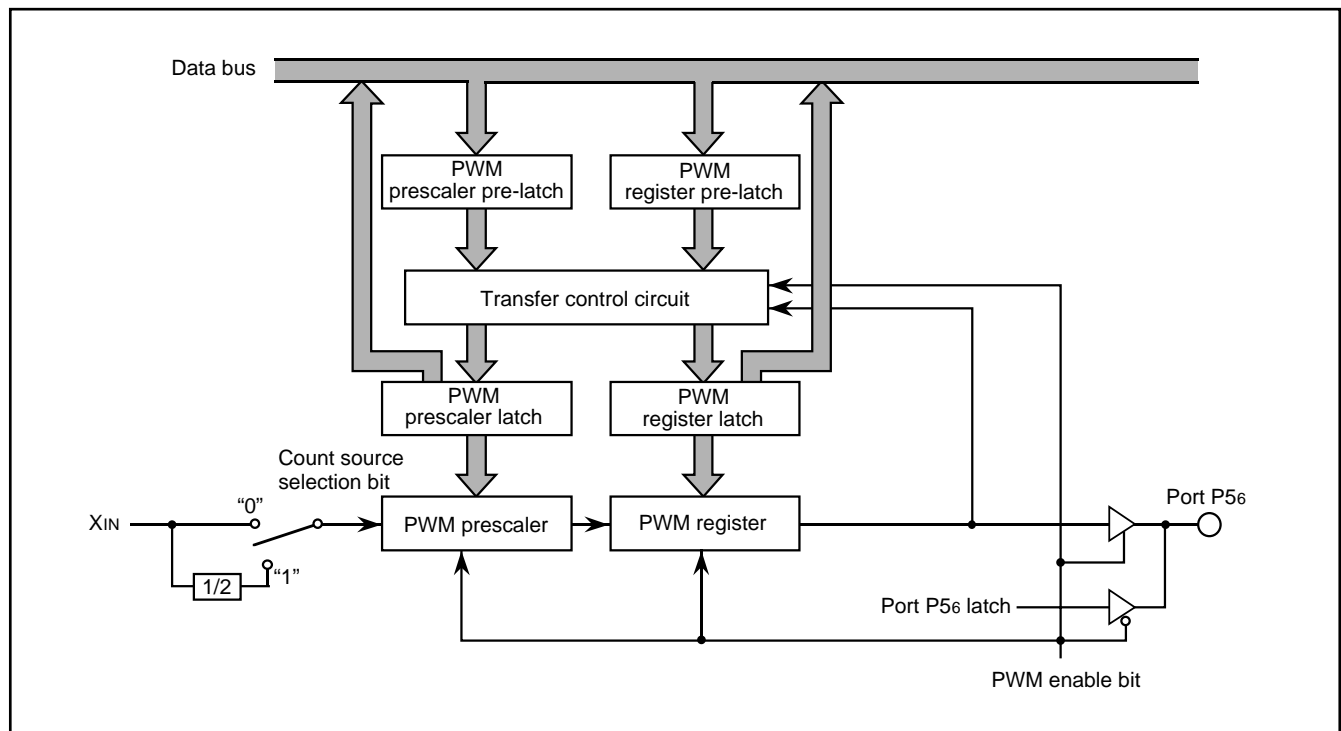 Data bus
PWM
prescaler pre-latch
PWM
register pre-latch
Transfer control circuit
PWM
prescaler latch
PWM
register latch
Count source
selection bit
“0”
XIN
PWM prescaler
PWM register
Port P56
“1”
1/2
Port P56 latch
PWM enable bit